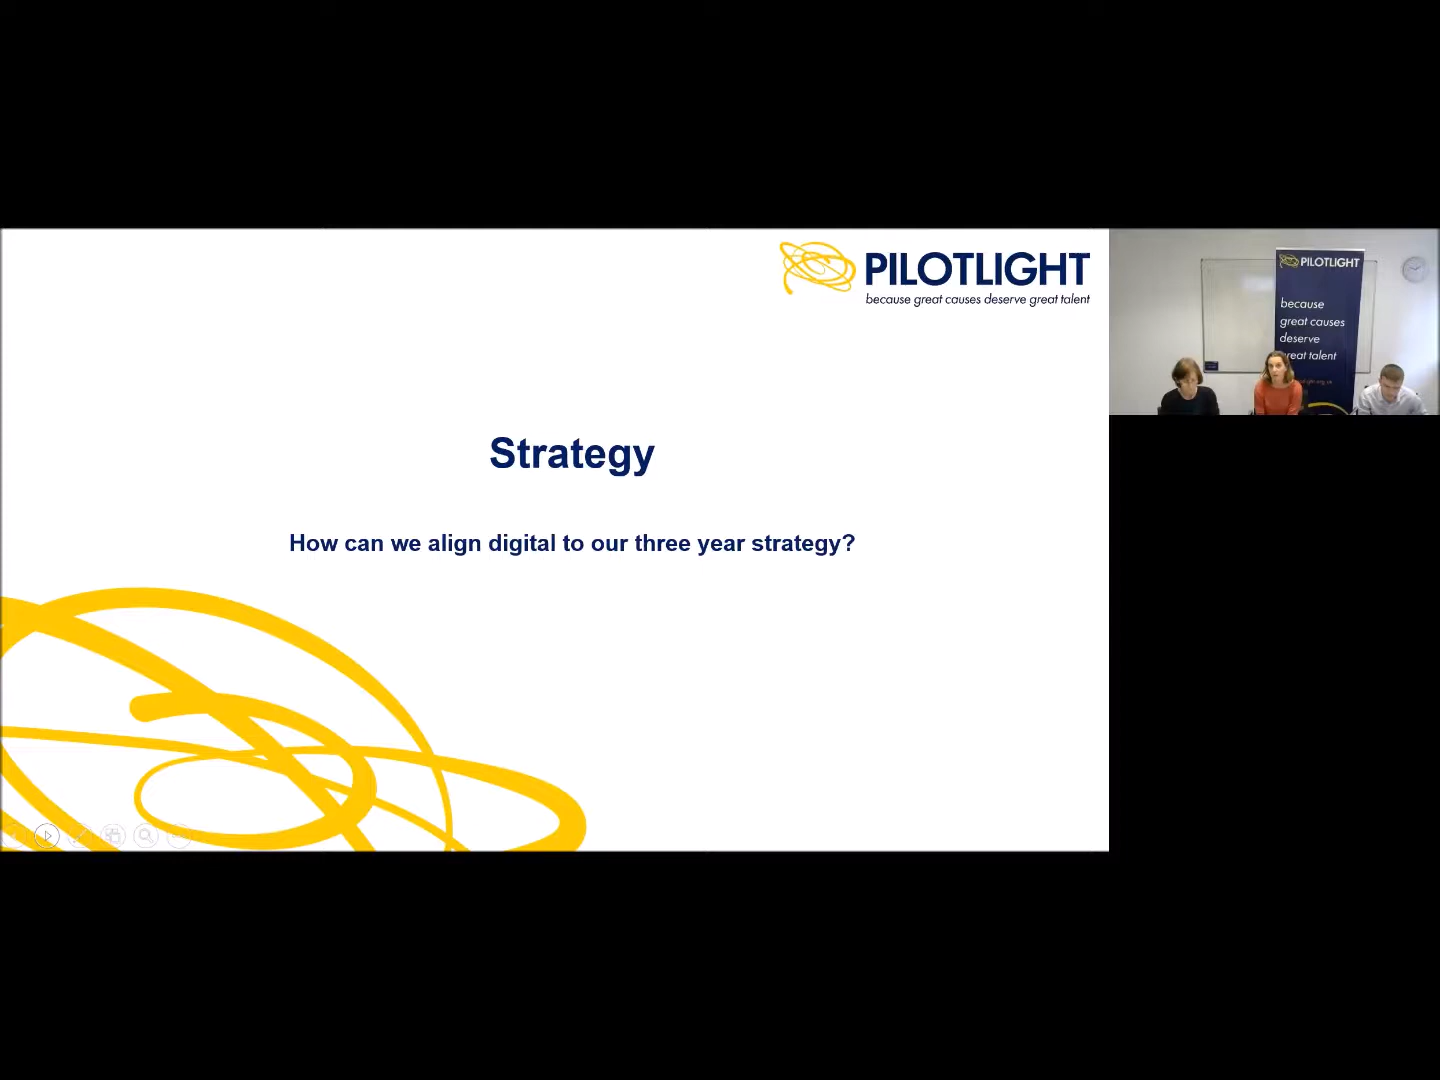 PILOTLIGHT
because great causes deserve great talent
Strategy
How can we align digital to our three year strategy?
PILOTLIGHT
because
great causes
deserve
great talent